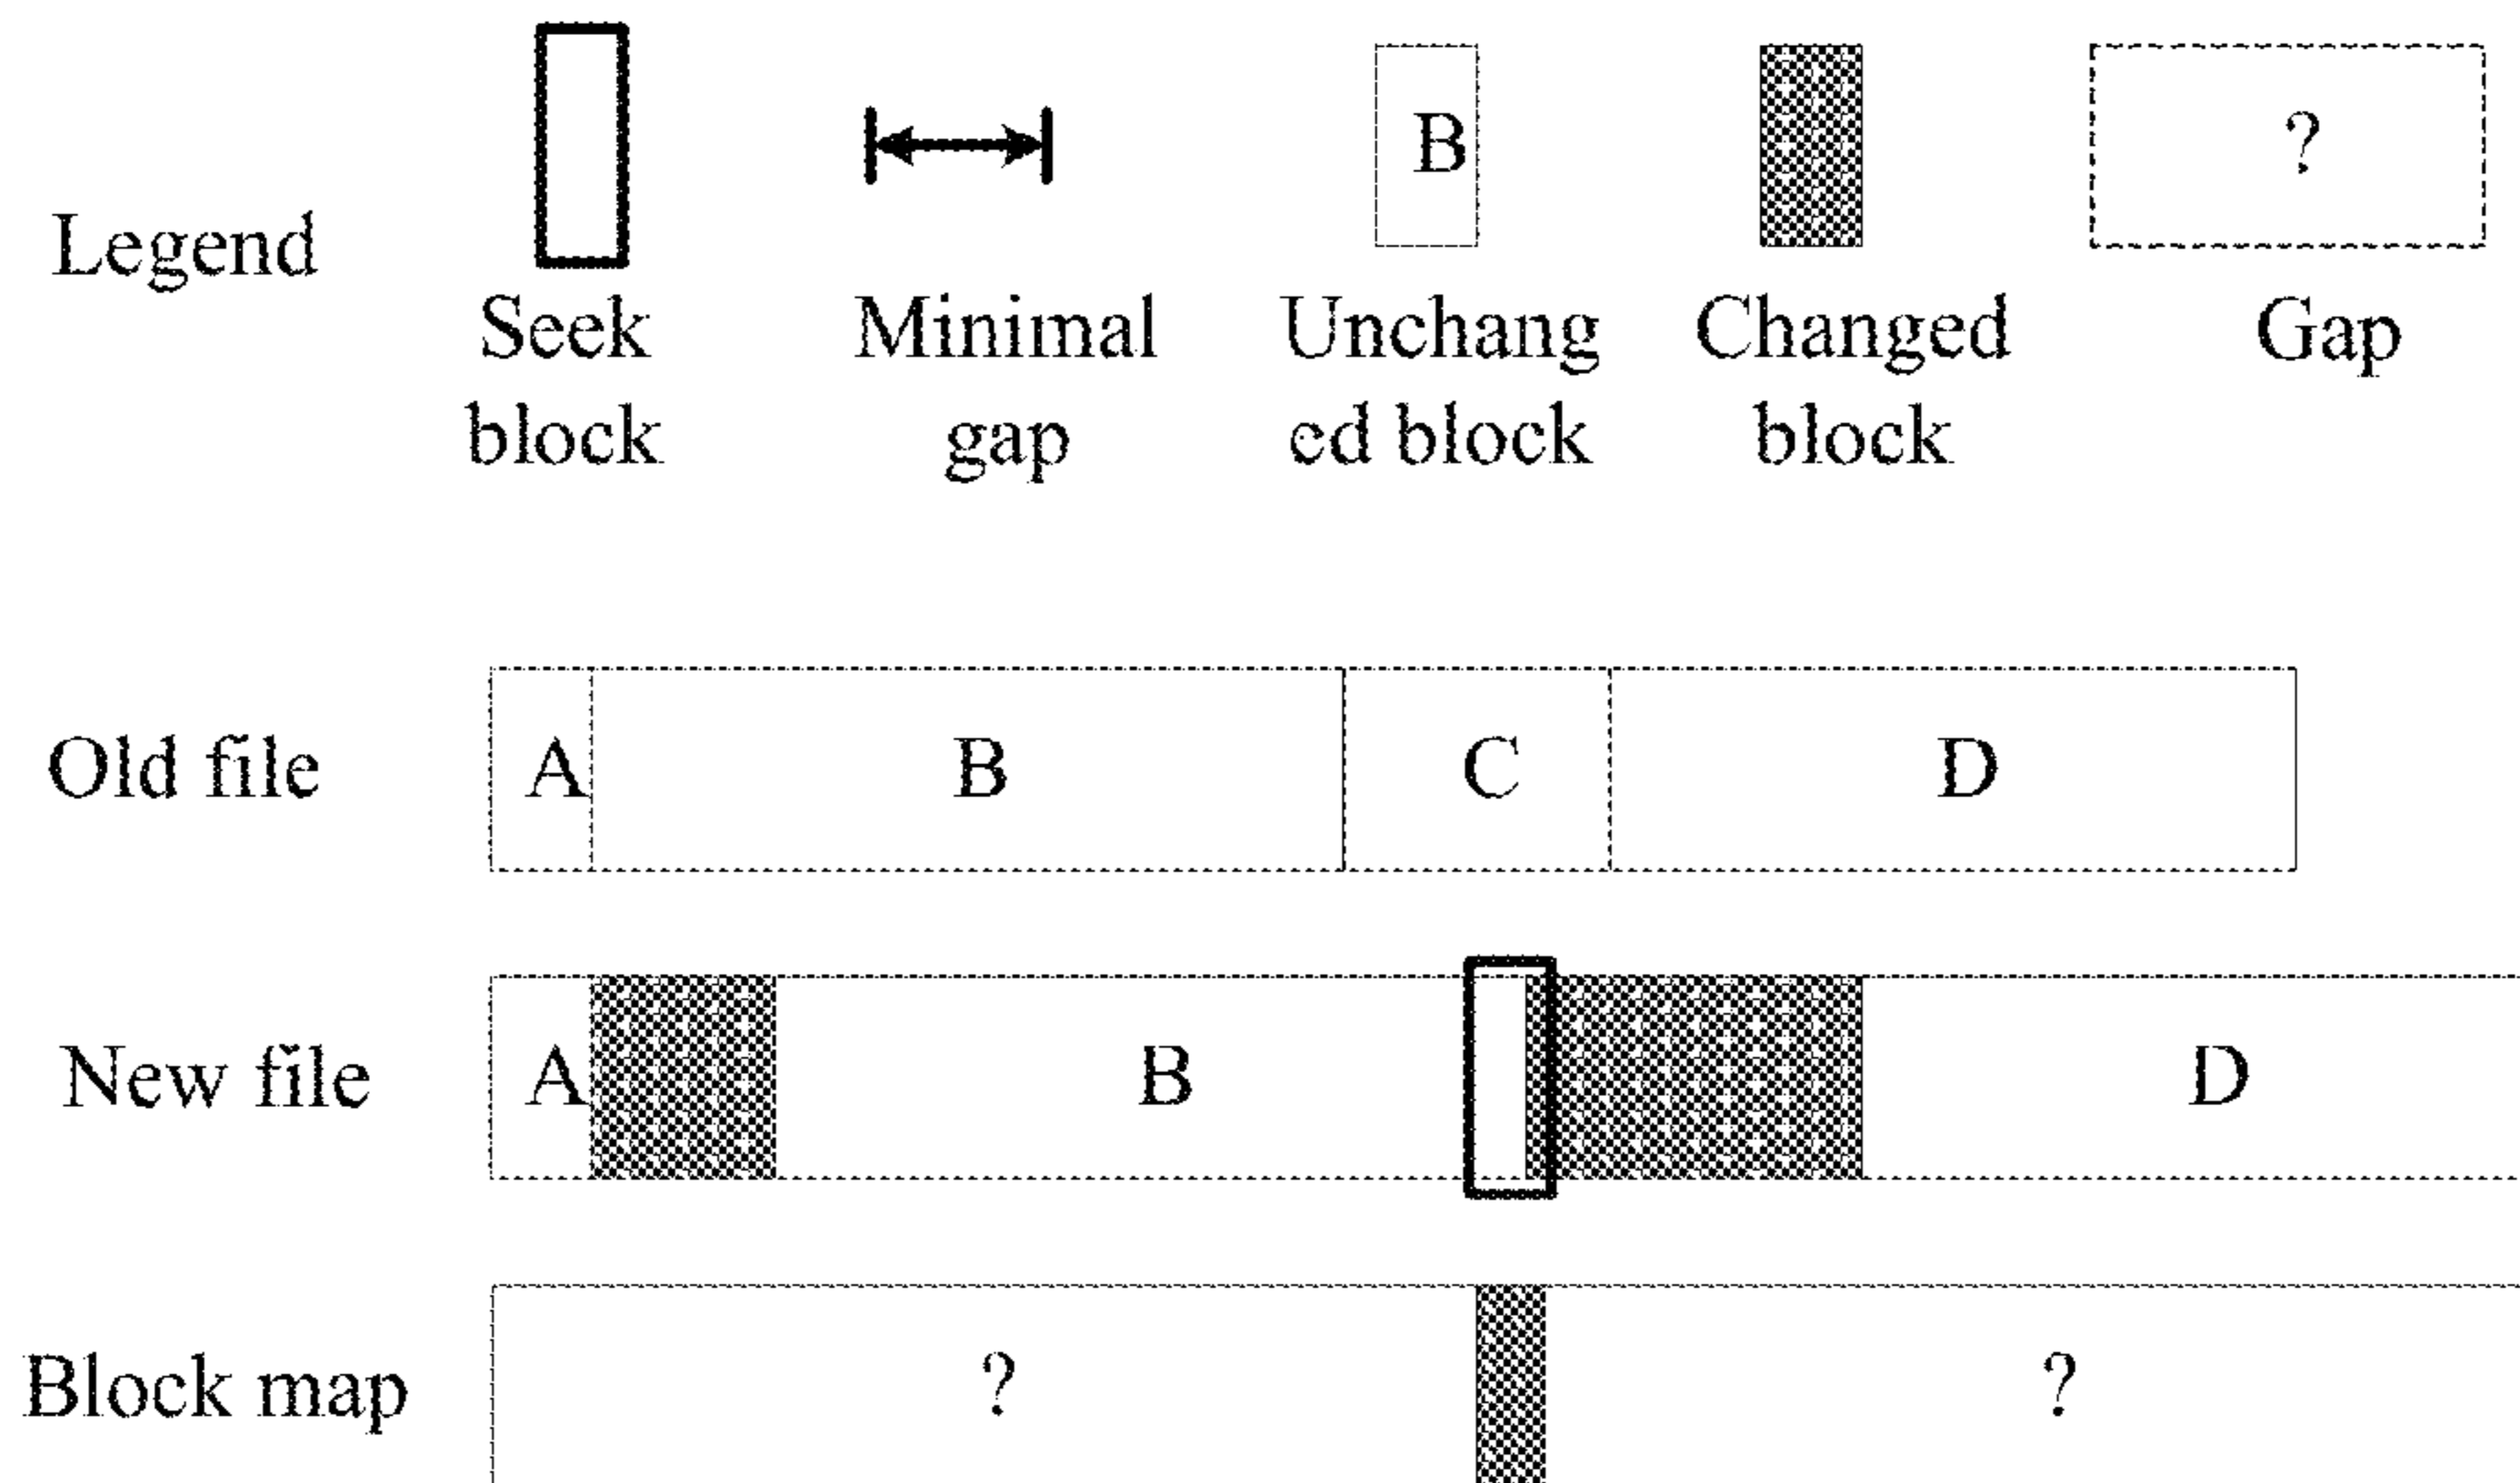 B ?
Legend
Seek Minimal Unchang Changed Gap
block gap ed block block
Old file A B C D
New file A B D
Block map ? ?